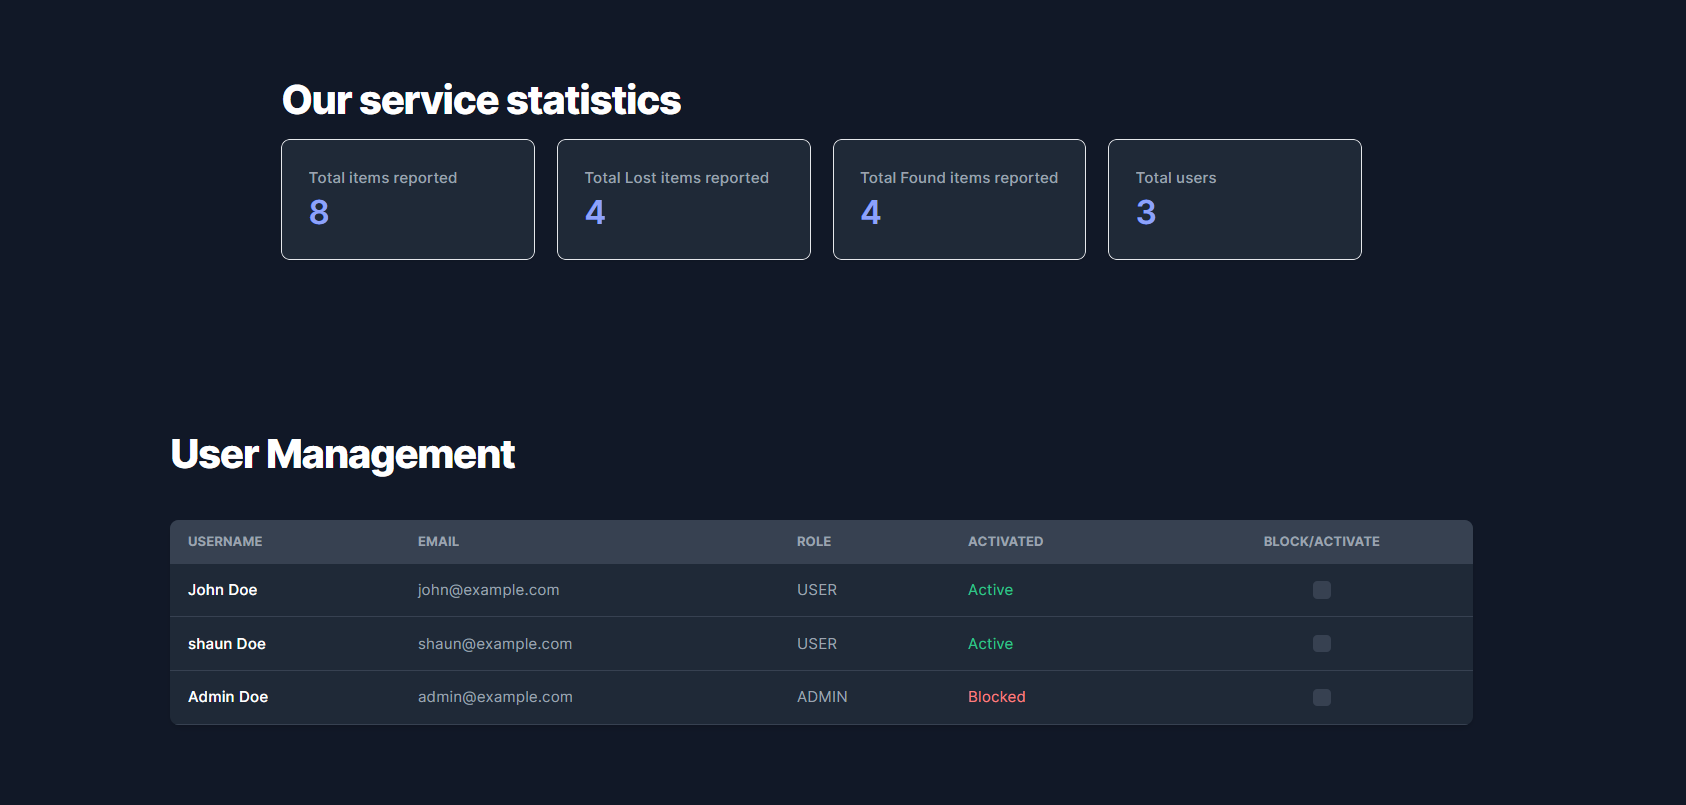 Our service statistics
Total items reported
8
Total Lost items reported
4
Total Found items reported
4
Total users
3
User Management
USERNAME EMAIL ROLE ACTIVATED BLOCK/ACTIVATE
John Doe john@example.com USER Active
shaun Doe shaun@example.com USER Active
Admin Doe admin@example.com ADMIN Blocked